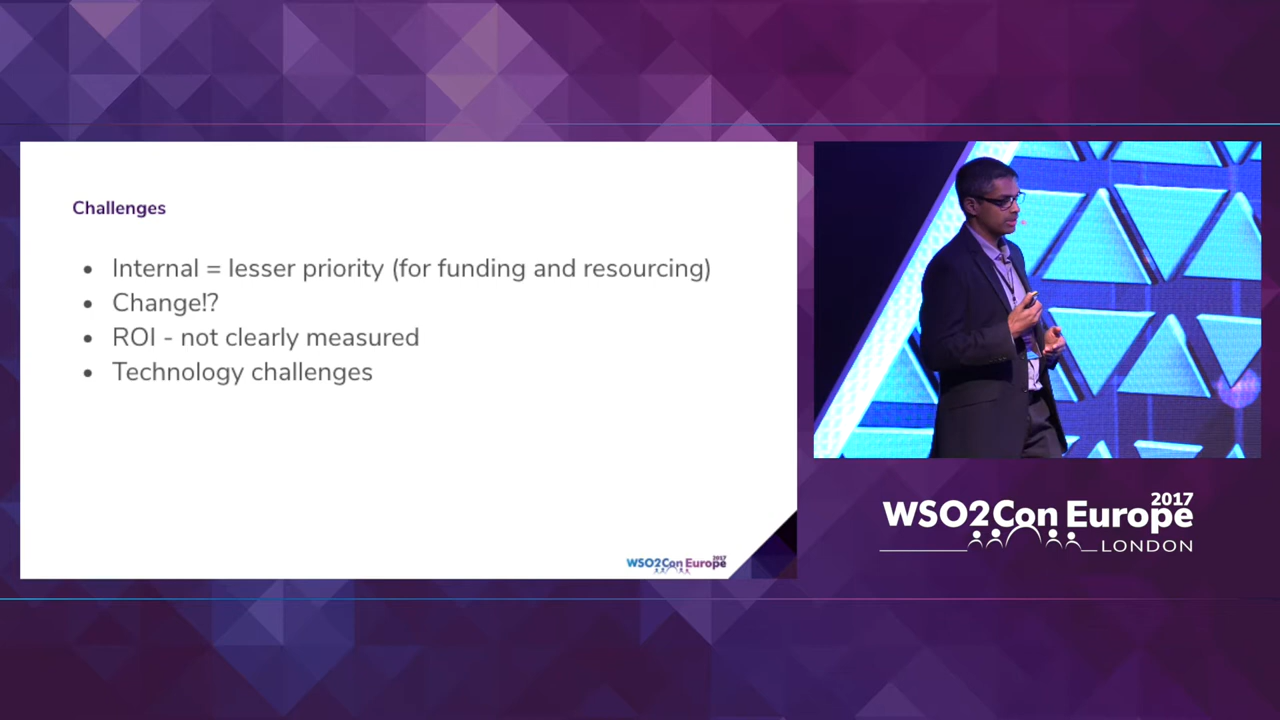 Challenges
• Internal = lesser priority (for funding and resourcing)
• Change!?
• ROI - not clearly measured
• Technology challenges
WSO2Con Europe 2017
WSO2Con Europe 2017
LONDON